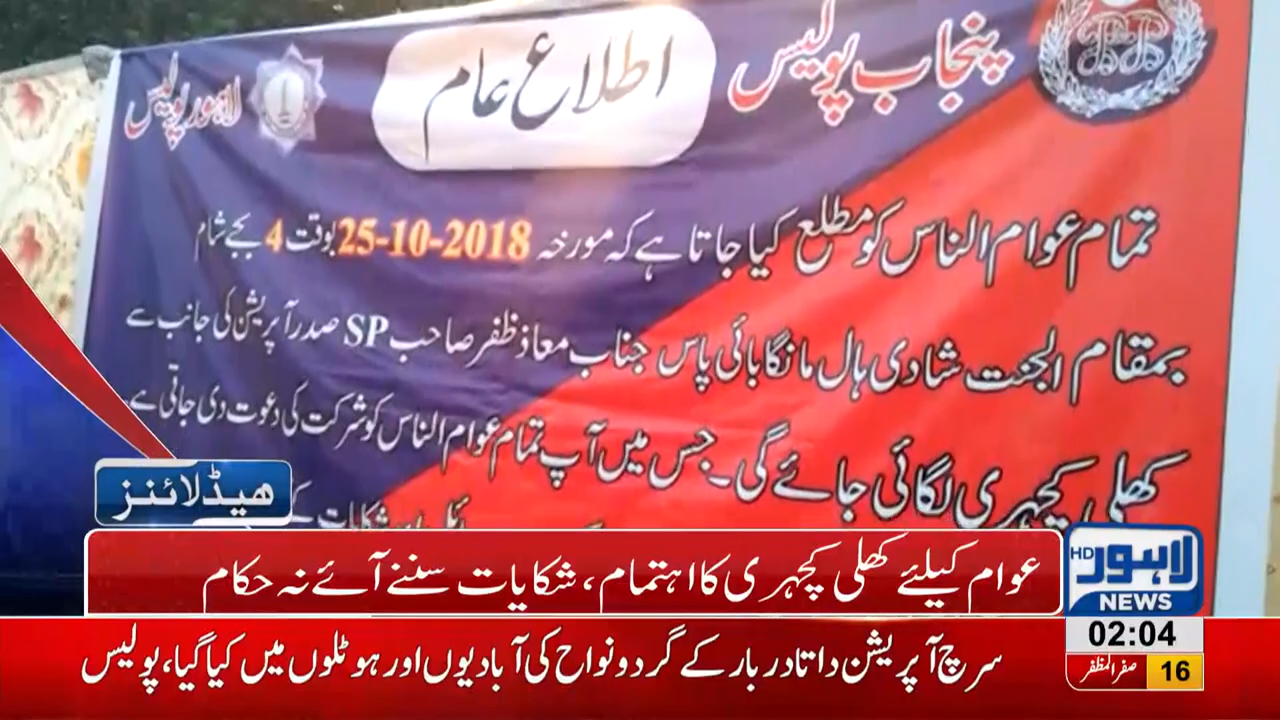 پنجاب پولیس
اطلاع عام
لاہور پولیس
تمام عوام الناس کو مطلع کیا جاتا ہے کہ مورخہ 25-10-2018 بوقت 4 بجے شام
بمقام الجنت شادی ہال مانگا بائی پاس جناب معاذ ظفر صاحب SP صدر آپریشن کی جانب سے
کھلی کچہری لگائی جائے گی۔ جس میں آپ تمام عوام الناس کو شرکت کی دعوت دی جاتی ہے۔
شکایات کے
ھیڈلائنز
عوام کیلئے کھلی کچہری کا اہتمام، شکایات سننے آئے نہ حکام
لاہور HD
NEWS
02:04
سرچ آپریشن داتا دربار کے گردونواح کی آبادیوں اور ہوٹلوں میں کیا گیا، پولیس
صفر المظفر 16